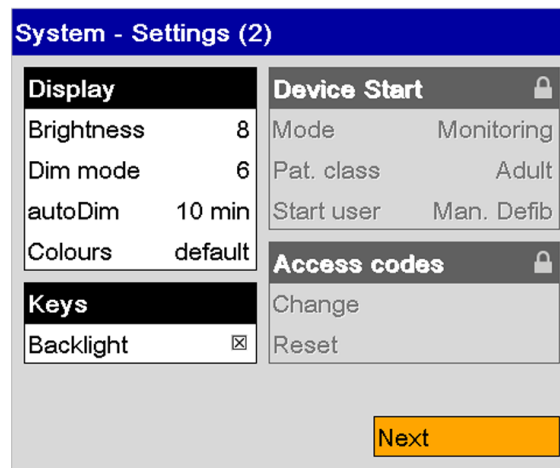 System - Settings (2)
Display
Brightness 8
Dim mode 6
autoDim 10 min
Colours default
Keys
Backlight ☒
Device Start
Mode Monitoring
Pat. class Adult
Start user Man. Defib
Access codes
Change
Reset
Next